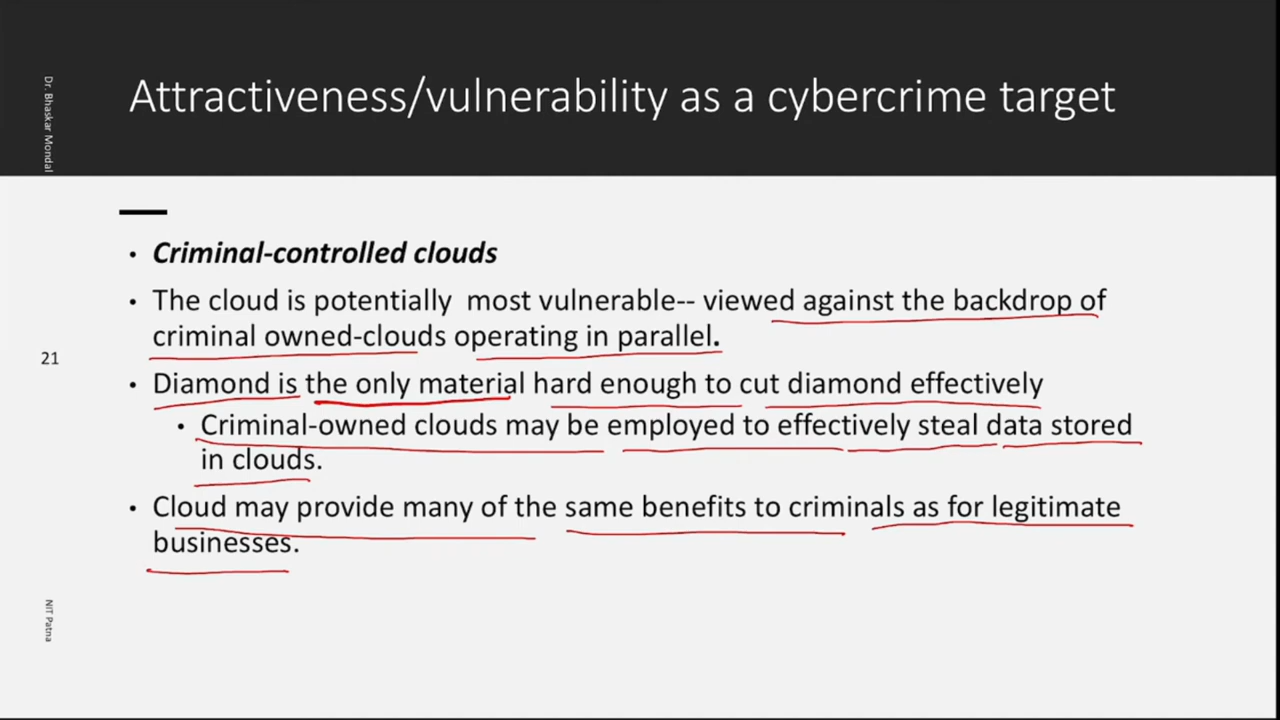 Dr. Bhaskar Mondal
Attractiveness/vulnerability as a cybercrime target
• Criminal-controlled clouds
• The cloud is potentially most vulnerable-- viewed against the backdrop of
criminal owned-clouds operating in parallel.
21
• Diamond is the only material hard enough to cut diamond effectively
• Criminal-owned clouds may be employed to effectively steal data stored
in clouds.
• Cloud may provide many of the same benefits to criminals as for legitimate
businesses.
NIT Patna